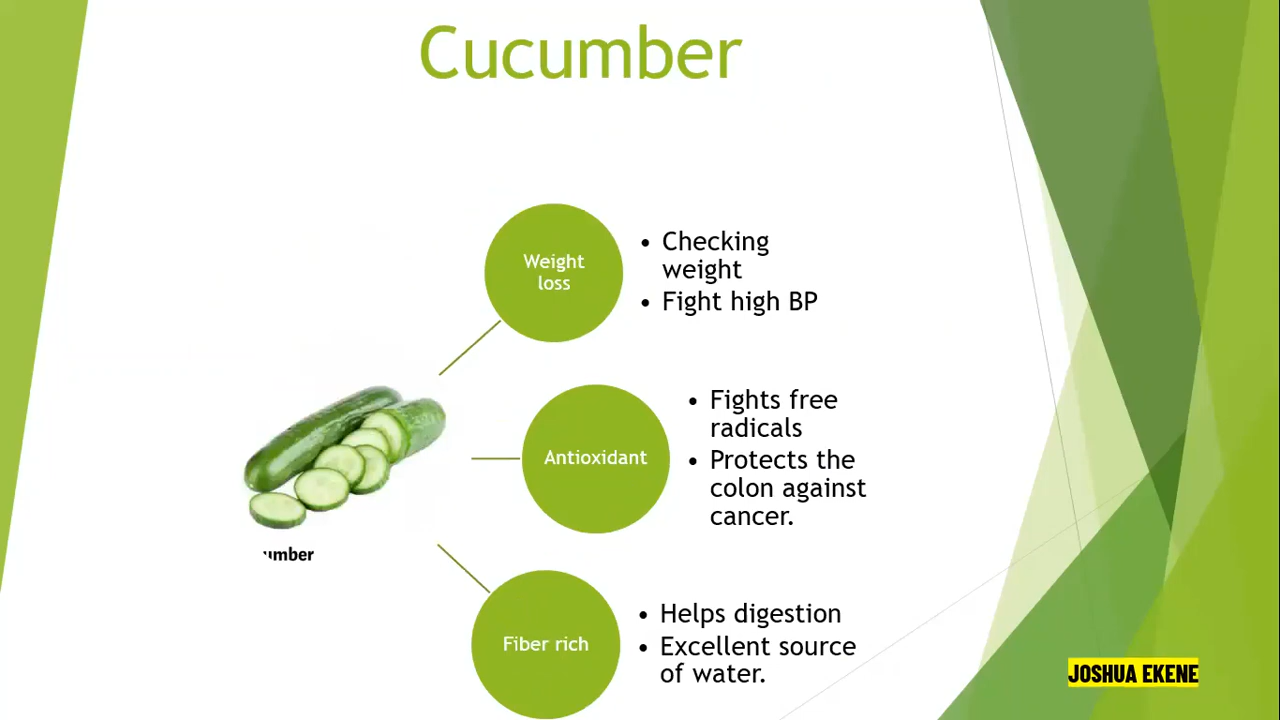 Cucumber
Weight
loss
• Checking
weight
• Fight high BP
Antioxidant
• Fights free
radicals
• Protects the
colon against
cancer.
umber
Fiber rich
• Helps digestion
• Excellent source
of water.
JOSHUA EKENE